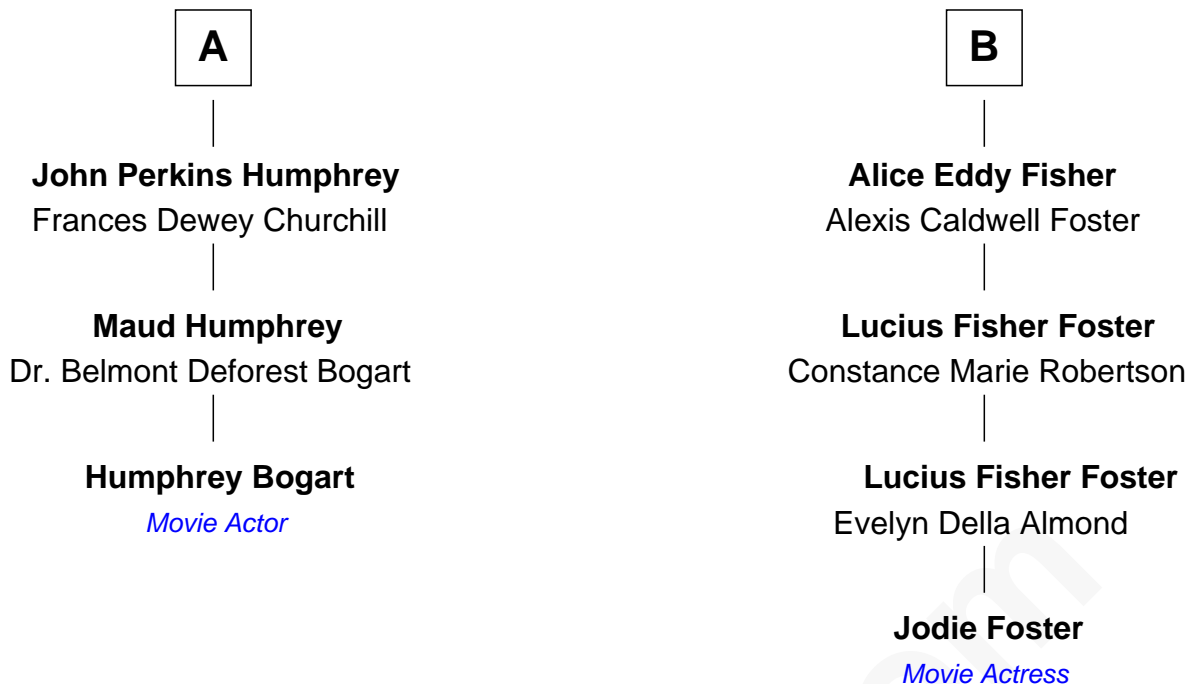 A
John Perkins Humphrey
Frances Dewey Churchill
Maud Humphrey
Dr. Belmont Deforest Bogart
Humphrey Bogart
Movie Actor
B
Alice Eddy Fisher
Alexis Caldwell Foster
Lucius Fisher Foster
Constance Marie Robertson
Lucius Fisher Foster
Evelyn Della Almond
Jodie Foster
Movie Actress